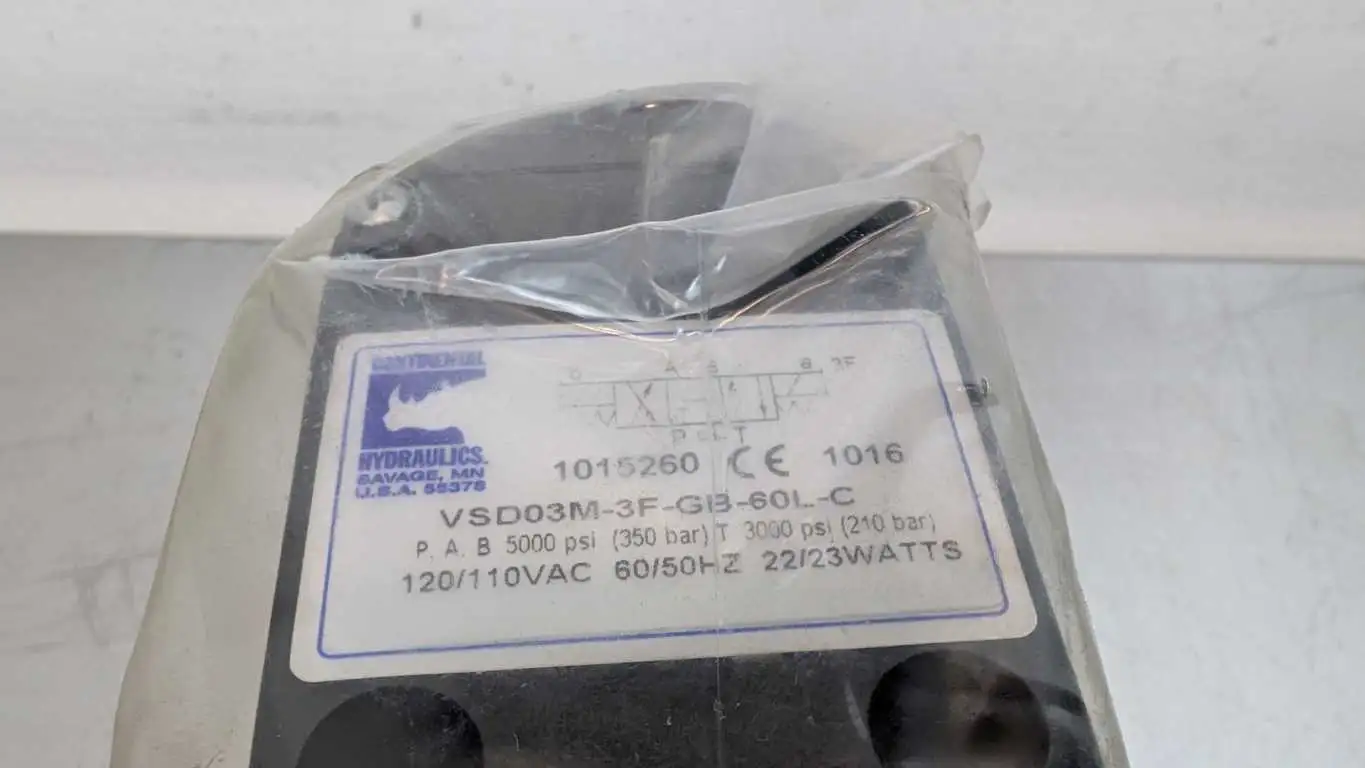 CONTINENTAL
HYDRAULICS.
SAVAGE, MN
U.S.A. 55378
A B a 3F
P T
1015260 CE 1016
VSD03M-3F-GB-60L-C
P. A. B 5000 psi (350 bar) T 3000 psi (210 bar)
120/110VAC 60/50HZ 22/23WATTS